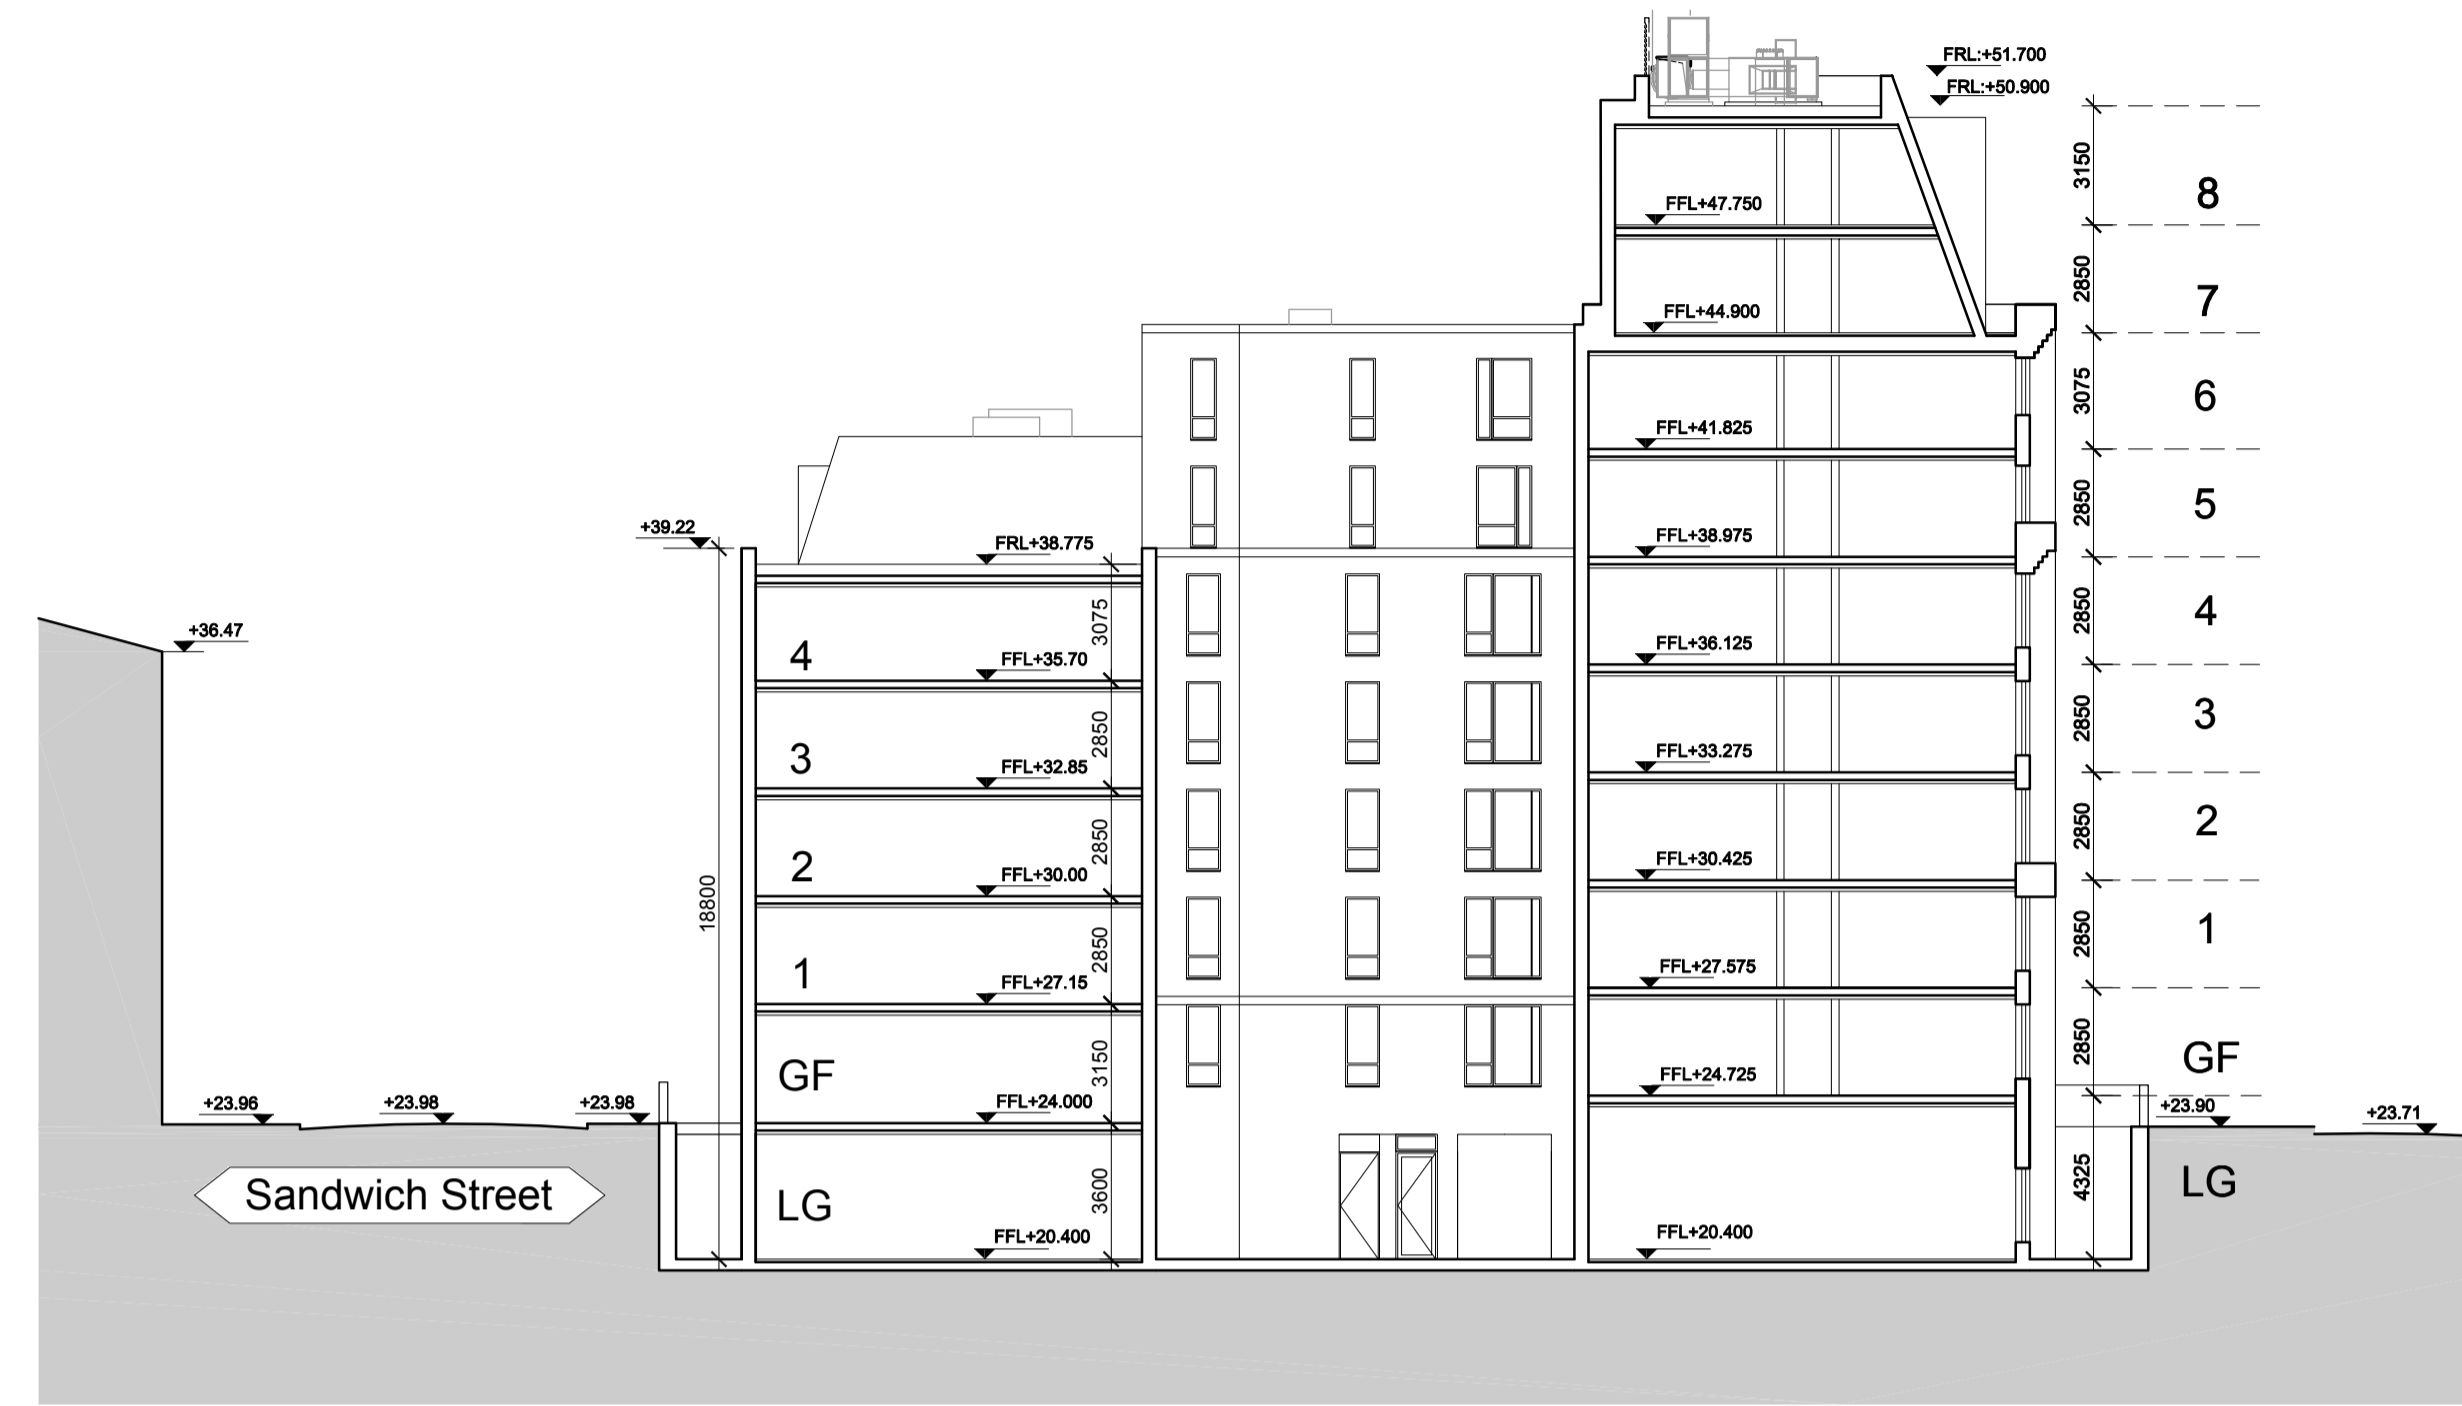 FRL:+51.700
FRL:+50.900
3150
8
FFL+47.750
2850
7
FFL+44.900
3075
6
FFL+41.825
2850
5
FFL+38.975
2850
4
FFL+36.125
2850
3
FFL+33.275
2850
2
FFL+30.425
2850
1
FFL+27.575
2850
GF
FFL+24.725
+23.90
+23.71
4325
LG
FFL+20.400
+39.22
FRL+38.775
3075
4
FFL+35.70
2850
3
FFL+32.85
2850
2
FFL+30.00
18800
2850
1
FFL+27.15
3150
GF
FFL+24.000
3600
LG
FFL+20.400
+36.47
+23.96
+23.98
+23.98
Sandwich Street